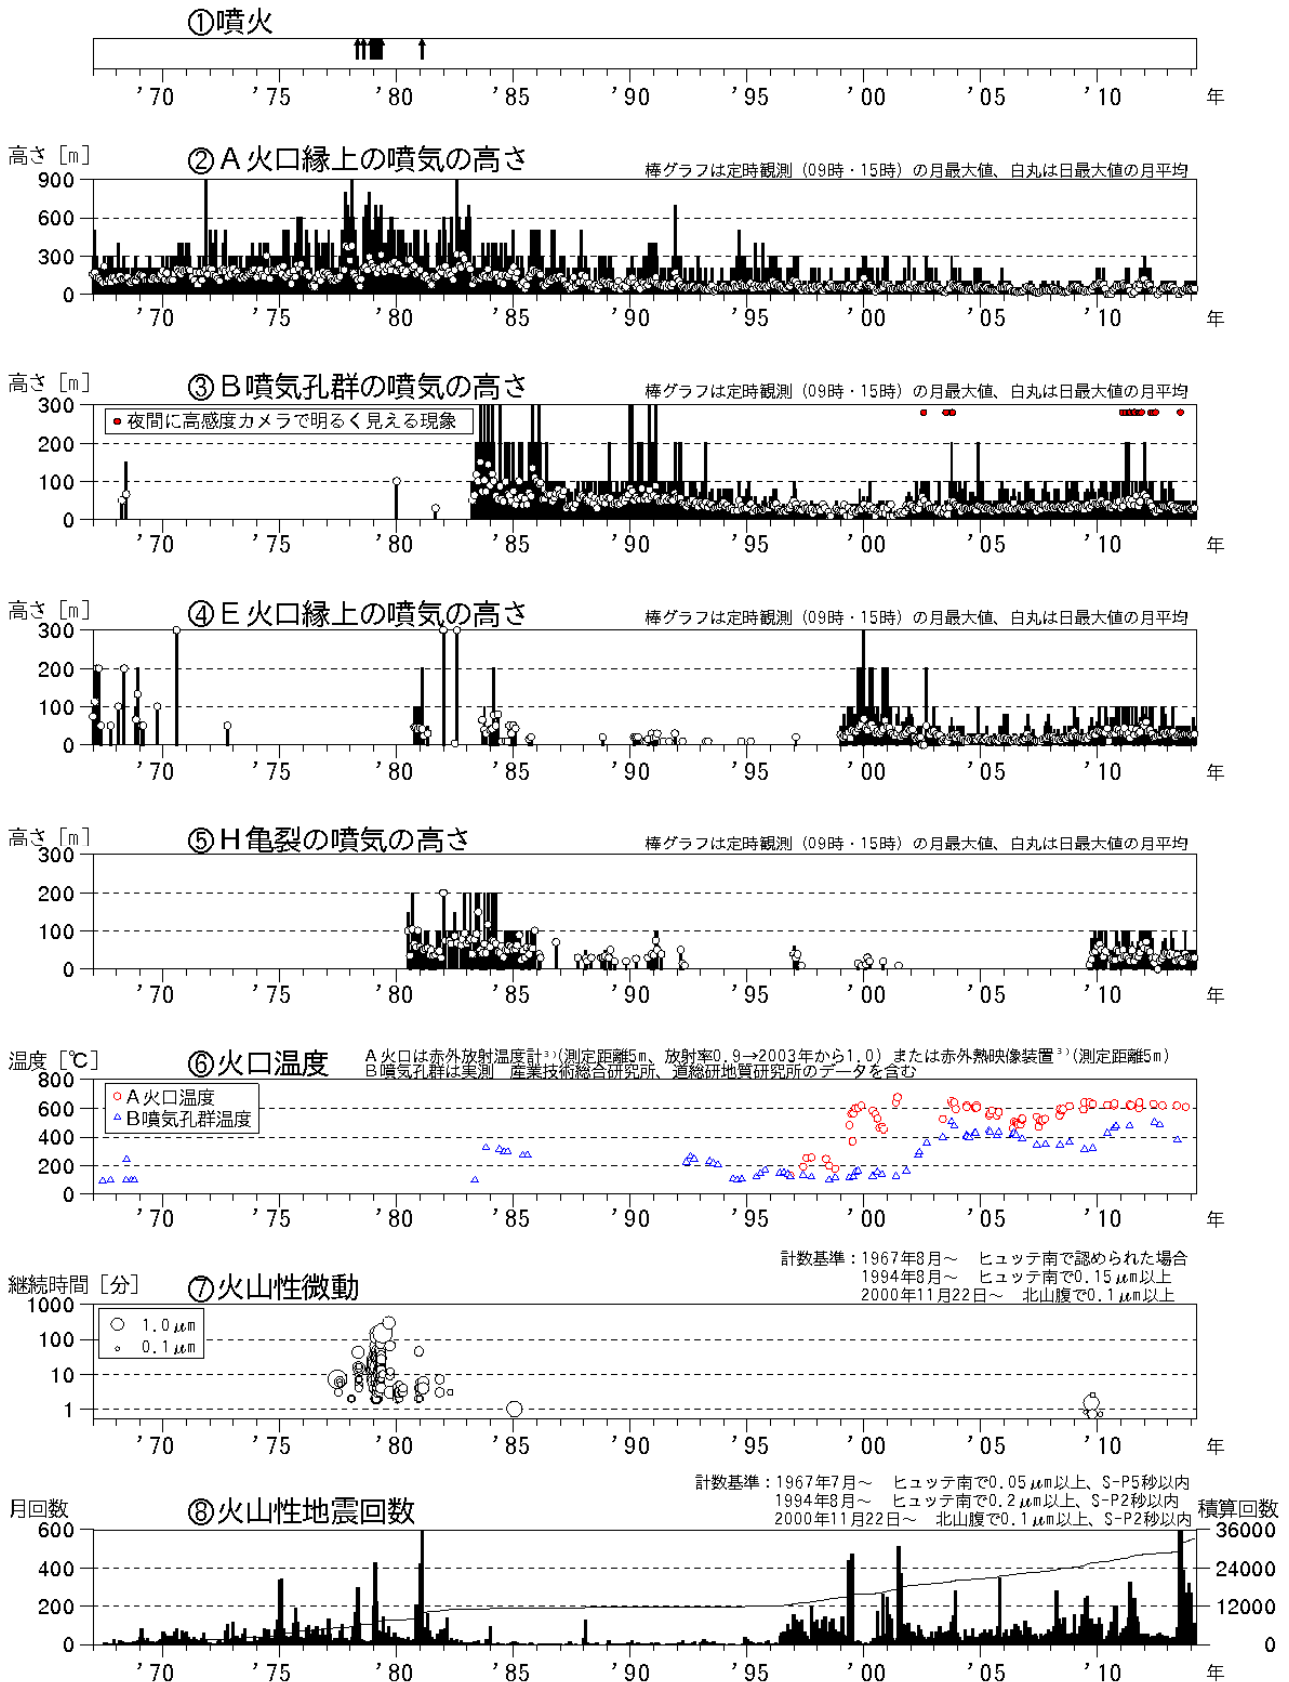 ①噴火
'70 '75 '80 '85 '90 '95 '00 '05 '10 年
高さ［m］ ②A火口縁上の噴気の高さ 棒グラフは定時観測（09時・15時）の月最大値、白丸は日最大値の月平均
900
600
300
0
'70 '75 '80 '85 '90 '95 '00 '05 '10 年
高さ［m］ ③B噴気孔群の噴気の高さ 棒グラフは定時観測（09時・15時）の月最大値、白丸は日最大値の月平均
300
夜間に高感度カメラで明るく見える現象
200
100
0
'70 '75 '80 '85 '90 '95 '00 '05 '10 年
高さ［m］ ④E火口縁上の噴気の高さ 棒グラフは定時観測（09時・15時）の月最大値、白丸は日最大値の月平均
300
200
100
0
'70 '75 '80 '85 '90 '95 '00 '05 '10 年
高さ［m］ ⑤H亀裂の噴気の高さ 棒グラフは定時観測（09時・15時）の月最大値、白丸は日最大値の月平均
300
200
100
0
'70 '75 '80 '85 '90 '95 '00 '05 '10 年
温度［℃］ ⑥火口温度 A火口は赤外放射温度計³⁾(測定距離5m、放射率0.9→2003年から1.0）または赤外熱映像装置³⁾(測定距離5m)
B噴気孔群は実測 産業技術総合研究所、道総研地質研究所のデータを含む
800
A火口温度
600
B噴気孔群温度
400
200
0
'70 '75 '80 '85 '90 '95 '00 '05 '10 年
計数基準：1967年8月～ ヒュッテ南で認められた場合
1994年8月～ ヒュッテ南で0.15μm以上
2000年11月22日～ 北山腹で0.1μm以上
継続時間［分］ ⑦火山性微動
1000
1.0μm
0.1μm
100
10
1
'70 '75 '80 '85 '90 '95 '00 '05 '10 年
計数基準：1967年7月～ ヒュッテ南で0.05μm以上、S-P5秒以内
1994年8月～ ヒュッテ南で0.2μm以上、S-P2秒以内
2000年11月22日～ 北山腹で0.1μm以上、S-P2秒以内
月回数 ⑧火山性地震回数 積算回数
600 36000
400 24000
200 12000
0 0
'70 '75 '80 '85 '90 '95 '00 '05 '10 年